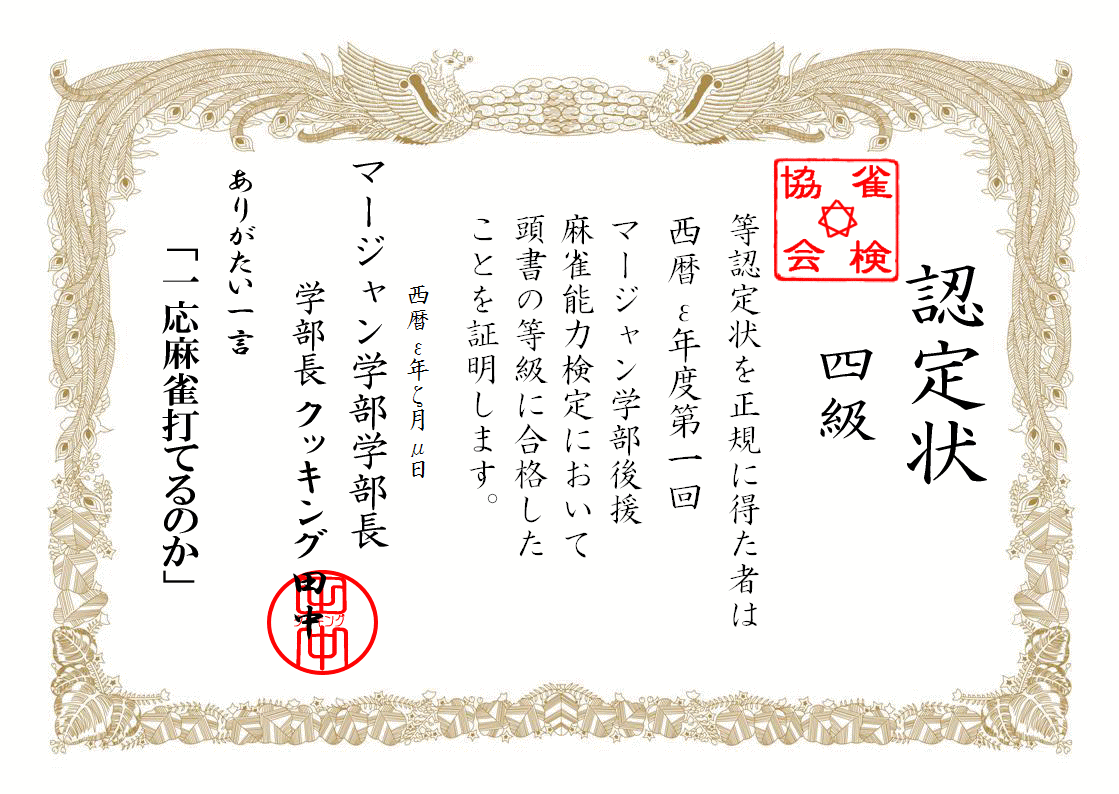 認定状
四級
雀検
協会
等認定状を正規に得た者は
西暦 ε年度第一回
マージャン学部後援
麻雀能力検定において
頭書の等級に合格した
ことを証明します。
西暦 ε年ζ月 μ日
マージャン学部学部長
学部長 クッキング 田中
クッキング
田中
ありがたい一言
「一応麻雀打てるのか」